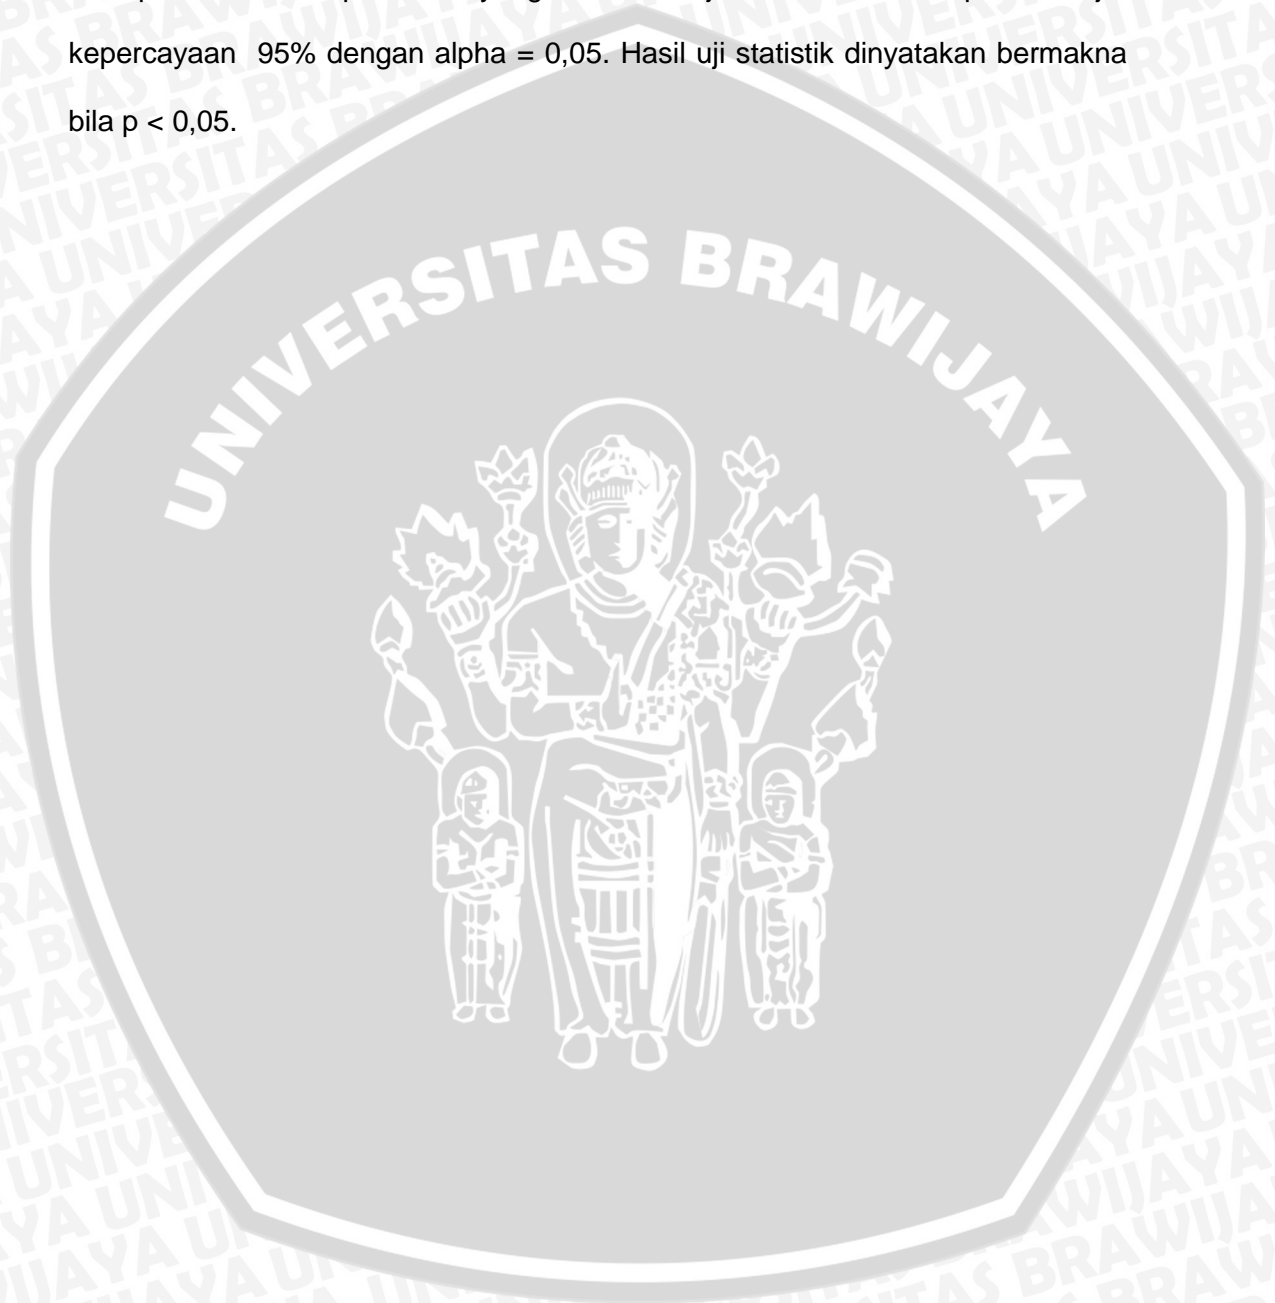 kepercayaan 95% dengan alpha = 0,05. Hasil uji statistik dinyatakan bermakna
bila p < 0,05.
UNIVERSITAS BRAWIJAYA